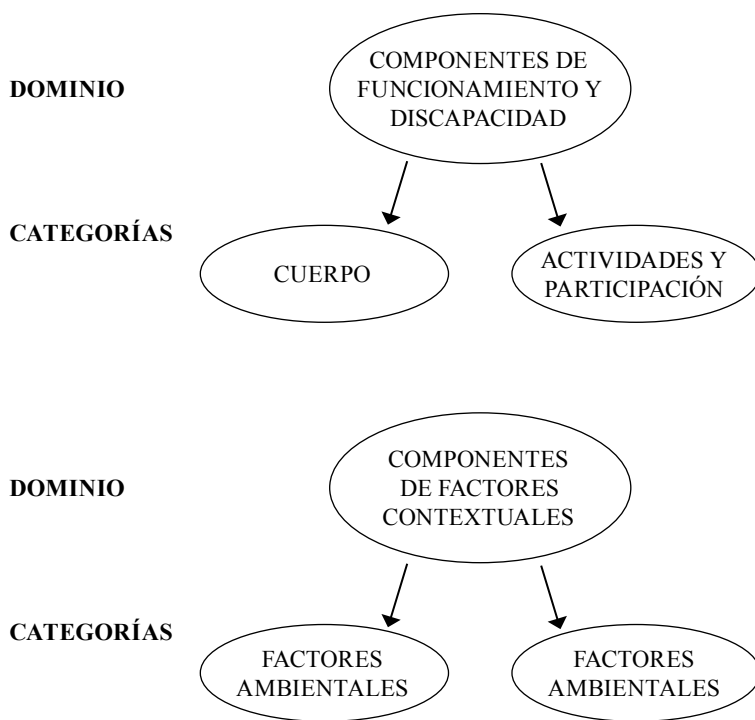 COMPONENTES DE
FUNCIONAMIENTO Y
DISCAPACIDAD
DOMINIO
CATEGORÍAS
CUERPO
ACTIVIDADES Y
PARTICIPACIÓN
COMPONENTES
DE FACTORES
CONTEXTUALES
DOMINIO
CATEGORÍAS
FACTORES
AMBIENTALES
FACTORES
AMBIENTALES